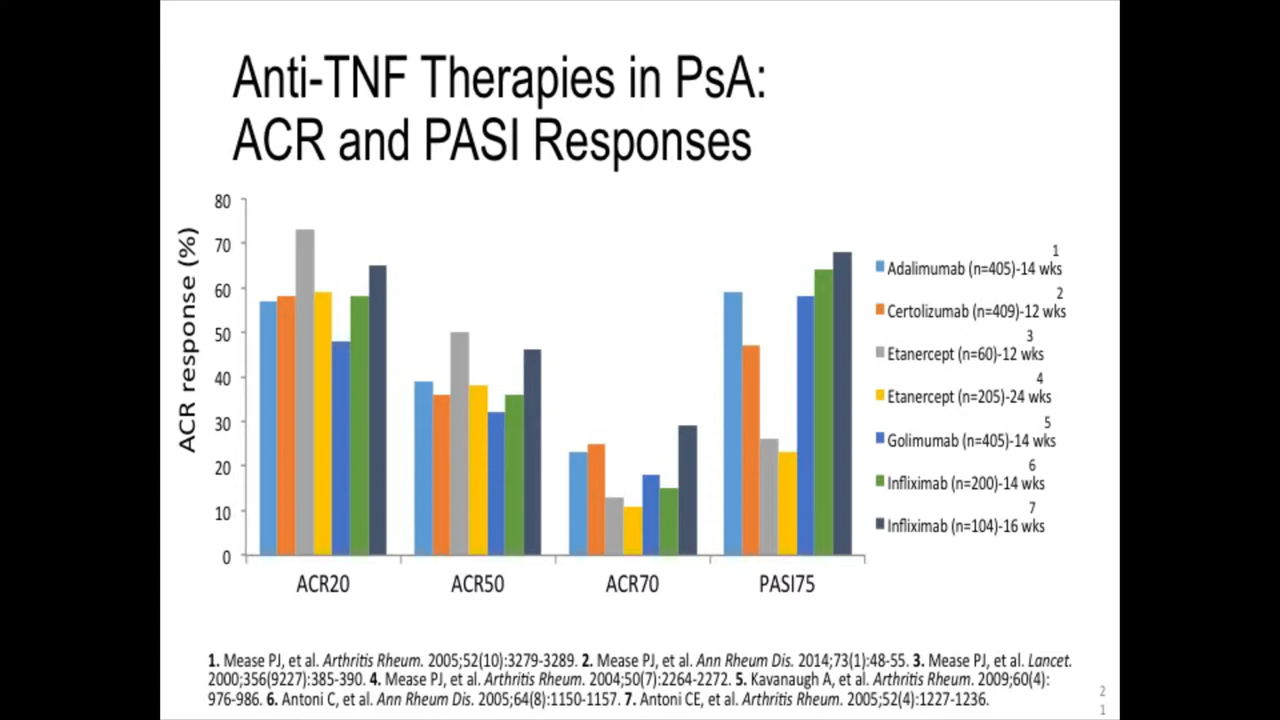 Anti-TNF Therapies in PsA:
ACR and PASI Responses
ACR response (%)
80
70
60
50
40
30
20
10
0
ACR20
ACR50
ACR70
PASI75
Adalimumab (n=405)-14 wks 1
Certolizumab (n=409)-12 wks 2
Etanercept (n=60)-12 wks 3
Etanercept (n=205)-24 wks 4
Golimumab (n=405)-14 wks 5
Infliximab (n=200)-14 wks 6
Infliximab (n=104)-16 wks 7
1. Mease PJ, et al. Arthritis Rheum. 2005;52(10):3279-3289. 2. Mease PJ, et al. Ann Rheum Dis. 2014;73(1):48-55. 3. Mease PJ, et al. Lancet.
2000;356(9227):385-390. 4. Mease PJ, et al. Arthritis Rheum. 2004;50(7):2264-2272. 5. Kavanaugh A, et al. Arthritis Rheum. 2009;60(4):
976-986. 6. Antoni C, et al. Ann Rheum Dis. 2005;64(8):1150-1157. 7. Antoni CE, et al. Arthritis Rheum. 2005;52(4):1227-1236.
2
1